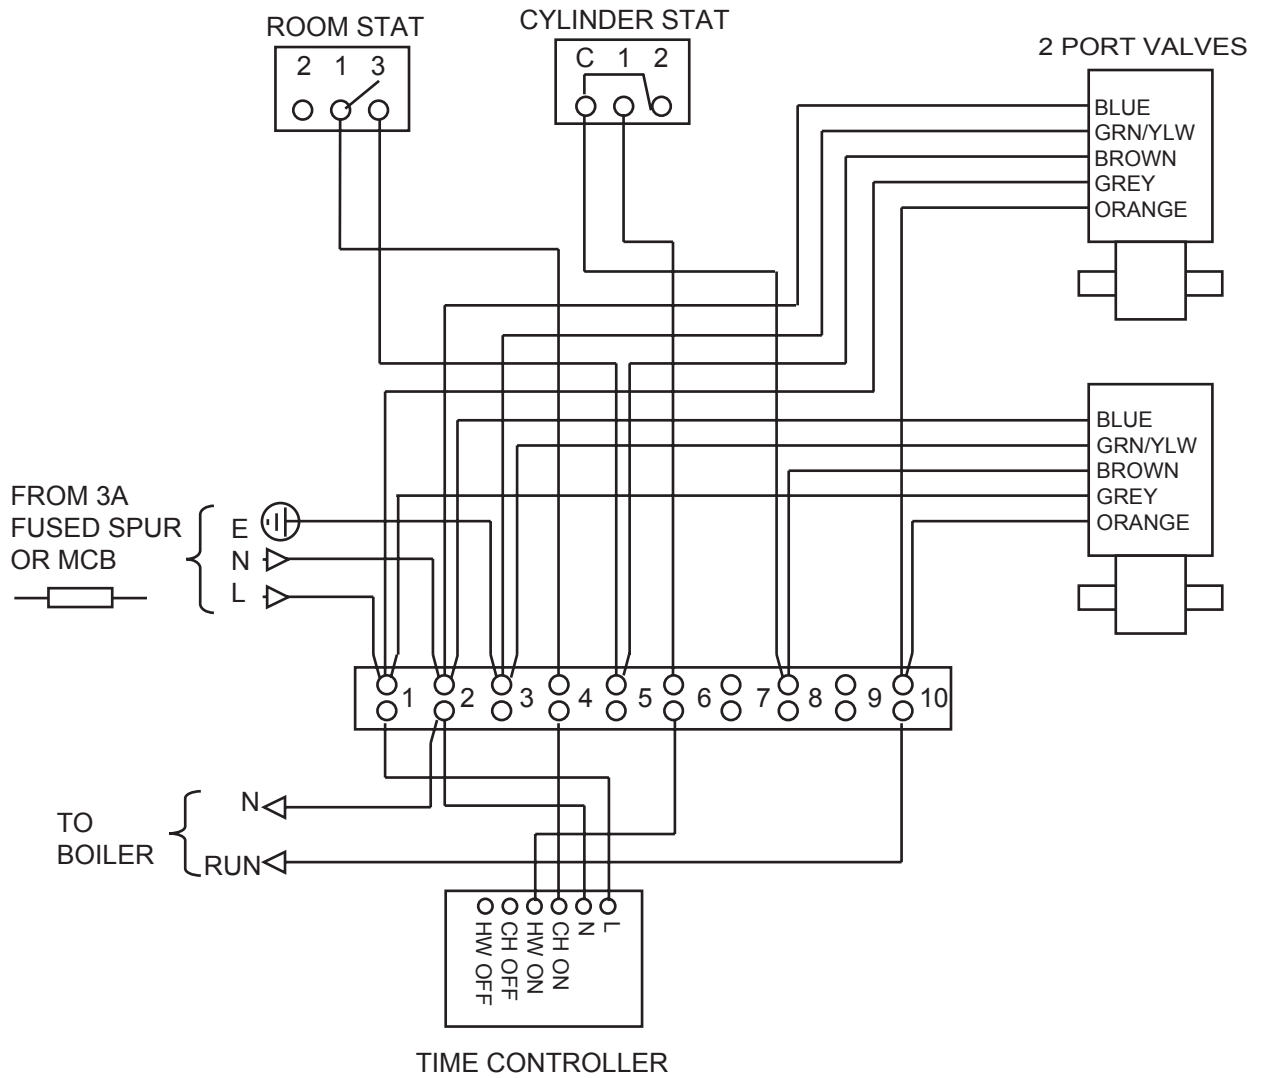 ROOM STAT
2 1 3
CYLINDER STAT
C 1 2
2 PORT VALVES
BLUE
GRN/YLW
BROWN
GREY
ORANGE
BLUE
GRN/YLW
BROWN
GREY
ORANGE
FROM 3A
FUSED SPUR
OR MCB
E
N
L
1 2 3 4 5 6 7 8 9 10
TO
BOILER
N
RUN
HW OFF
CH OFF
HW ON
CH ON
N
L
TIME CONTROLLER